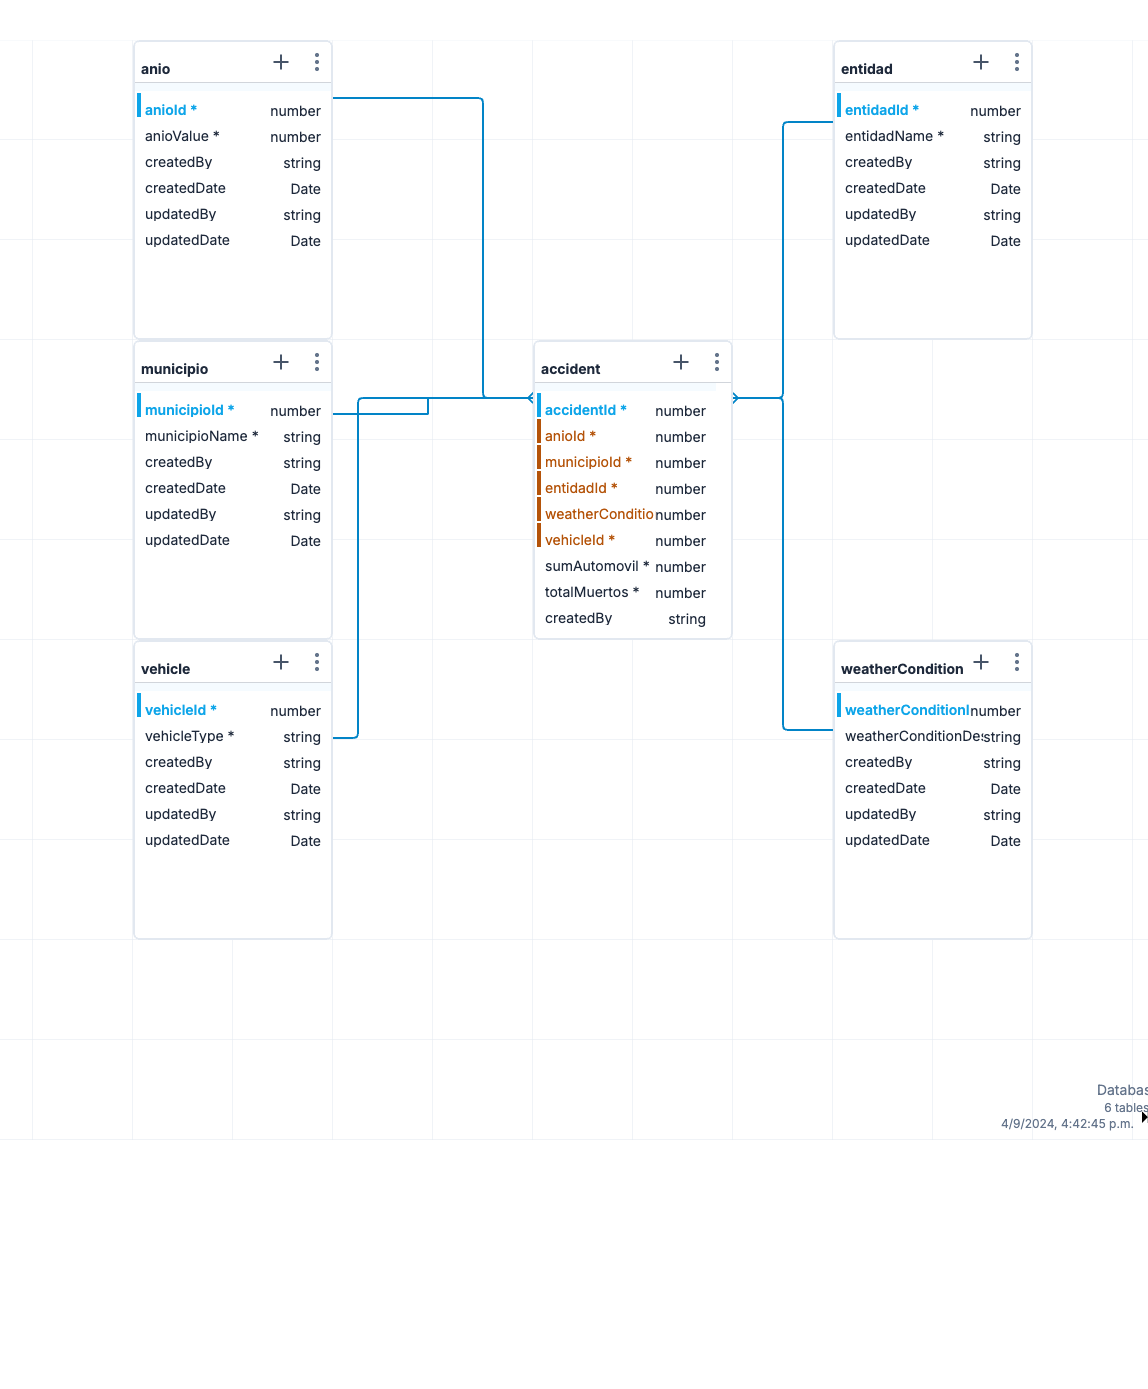 anio
anioId * number
anioValue * number
createdBy string
createdDate Date
updatedBy string
updatedDate Date
entidad
entidadId * number
entidadName * string
createdBy string
createdDate Date
updatedBy string
updatedDate Date
municipio
municipioId * number
municipioName * string
createdBy string
createdDate Date
updatedBy string
updatedDate Date
accident
accidentId * number
anioId * number
municipioId * number
entidadId * number
weatherConditio number
vehicleId * number
sumAutomovil * number
totalMuertos * number
createdBy string
vehicle
vehicleId * number
vehicleType * string
createdBy string
createdDate Date
updatedBy string
updatedDate Date
weatherCondition
weatherConditionI number
weatherConditionDes string
createdBy string
createdDate Date
updatedBy string
updatedDate Date
Databas
6 tables
4/9/2024, 4:42:45 p.m.